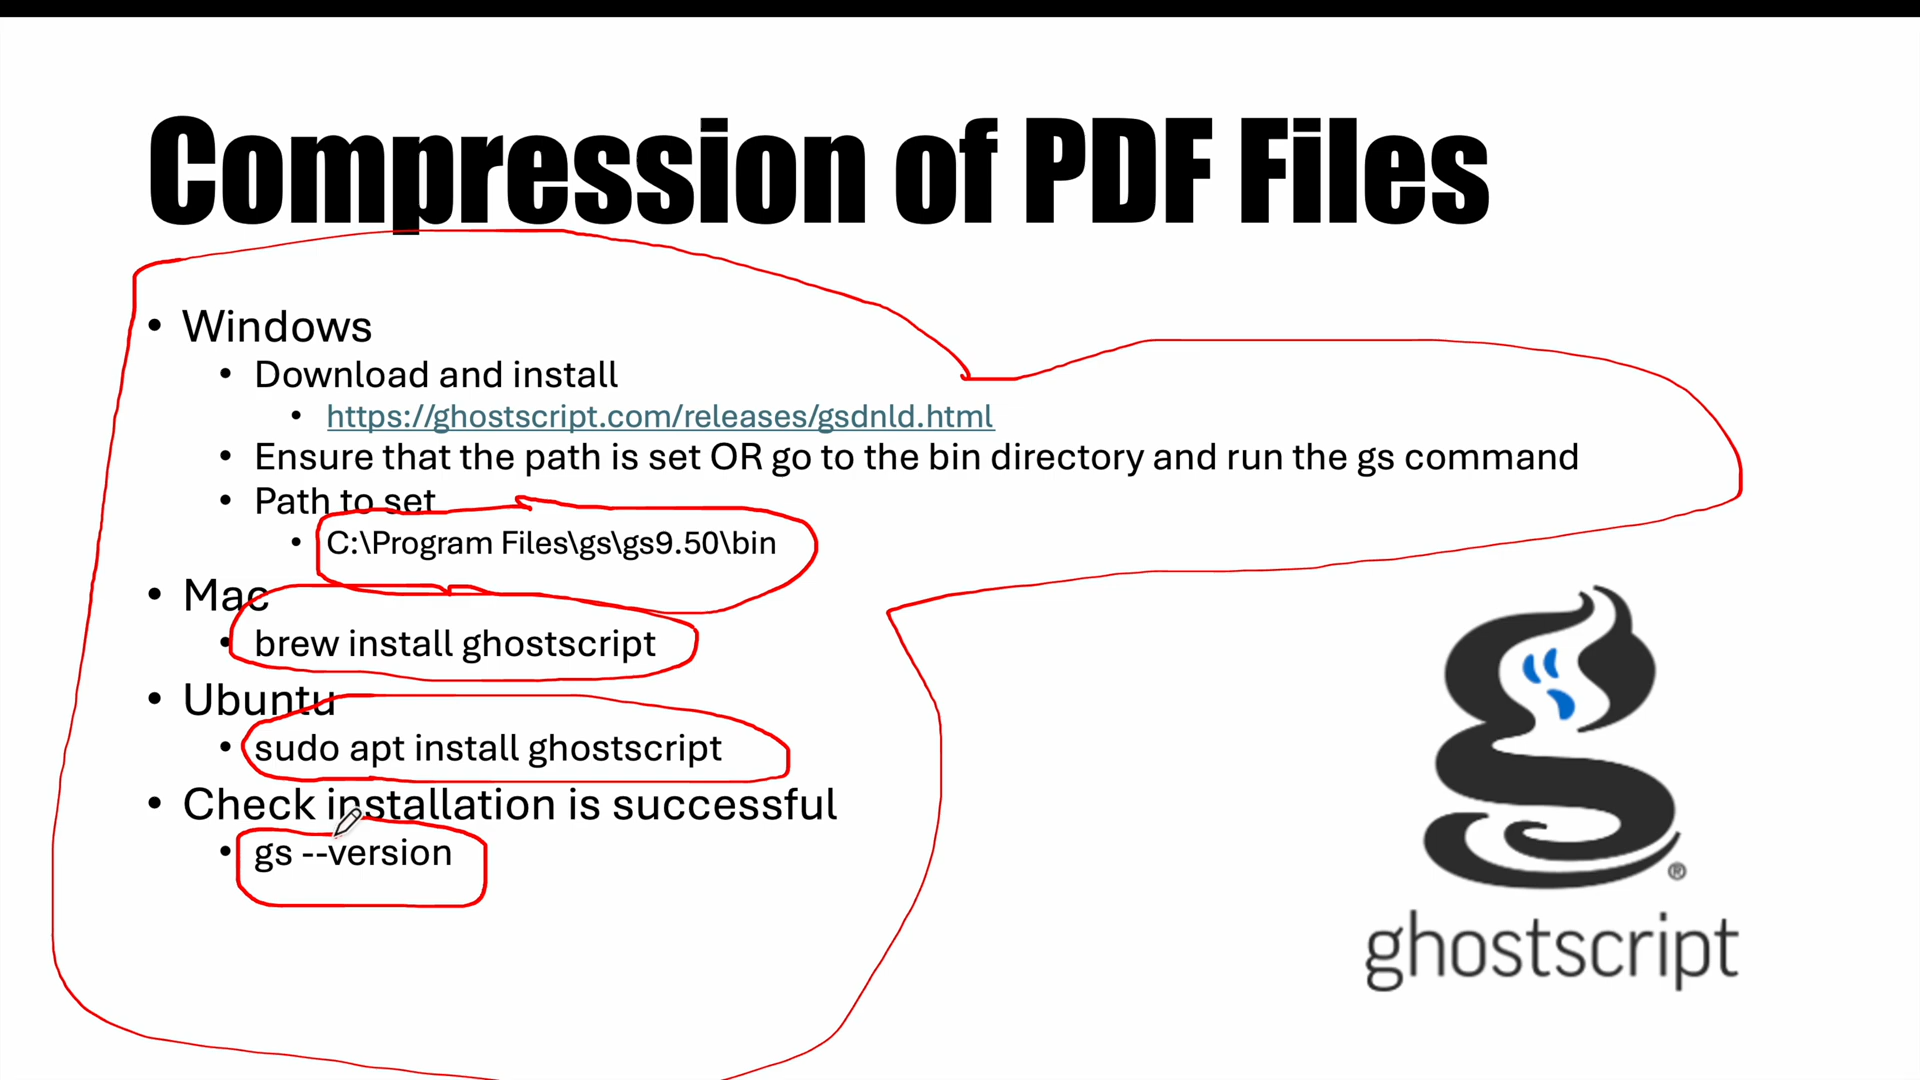 Compression of PDF Files
• Windows
• Download and install
• https://ghostscript.com/releases/gsdnld.html
• Ensure that the path is set OR go to the bin directory and run the gs command
• Path to set
• C:\Program Files\gs\gs9.50\bin
• Mac
• brew install ghostscript
• Ubuntu
• sudo apt install ghostscript
• Check installation is successful
• gs --version
®
ghostscript